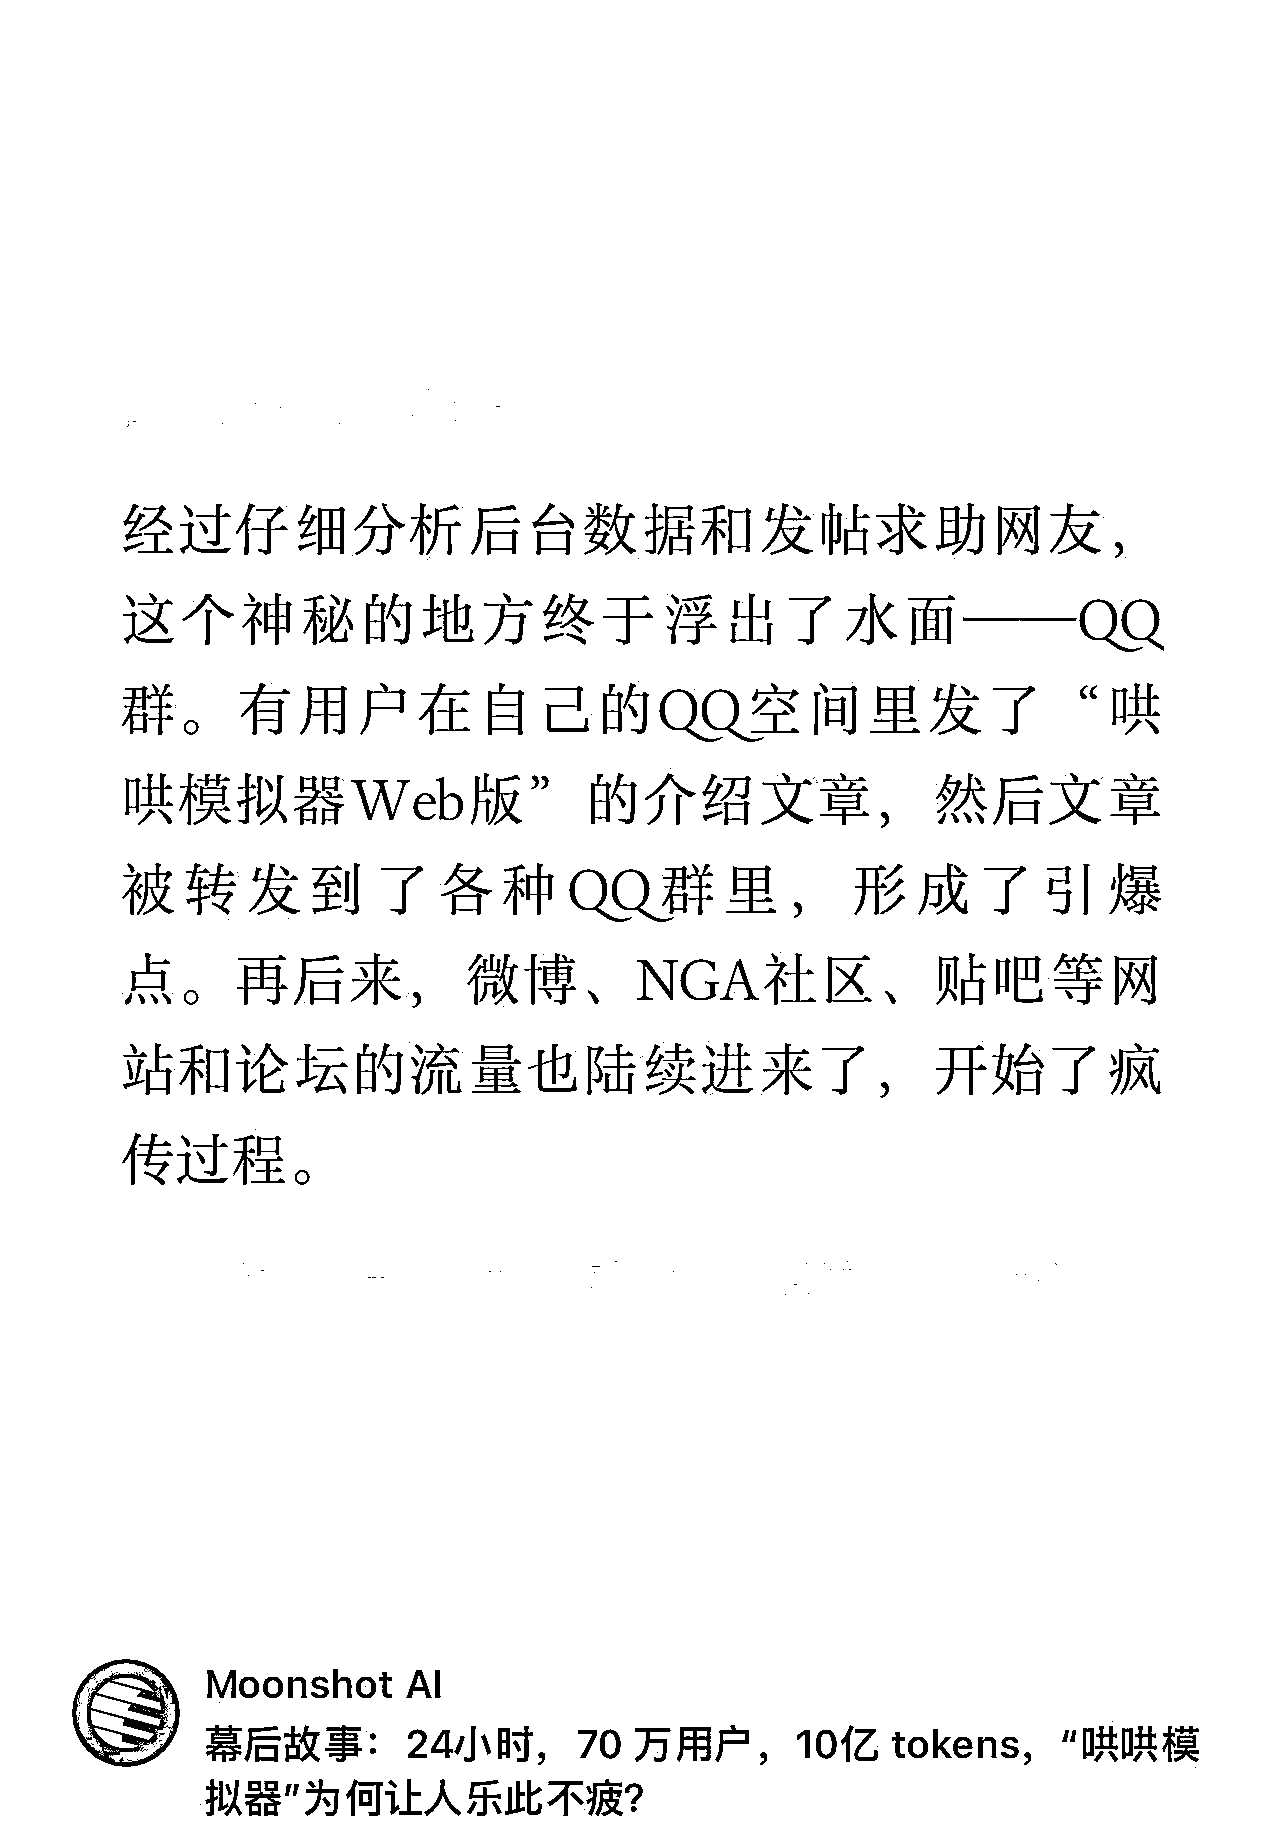 经过仔细分析后台数据和发帖求助网友，
这个神秘的地方终于浮出了水面——QQ
群。有用户在自己的QQ空间里发了“哄
哄模拟器Web版”的介绍文章，然后文章
被转发到了各种QQ群里，形成了引爆
点。再后来，微博、NGA社区、贴吧等网
站和论坛的流量也陆续进来了，开始了疯
传过程。
Moonshot AI
幕后故事：24小时，70 万用户，10亿 tokens，“哄哄模
拟器”为何让人乐此不疲？